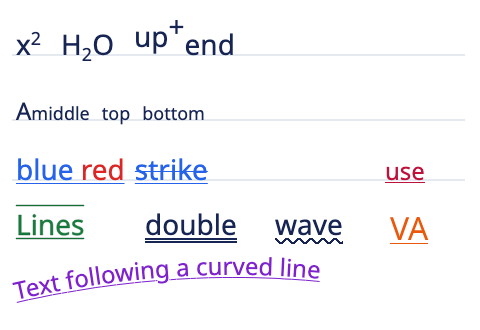 x² H₂O up⁺end
Amiddle top bottom
blue red strike use
Lines double wave VA
Text following a curved line